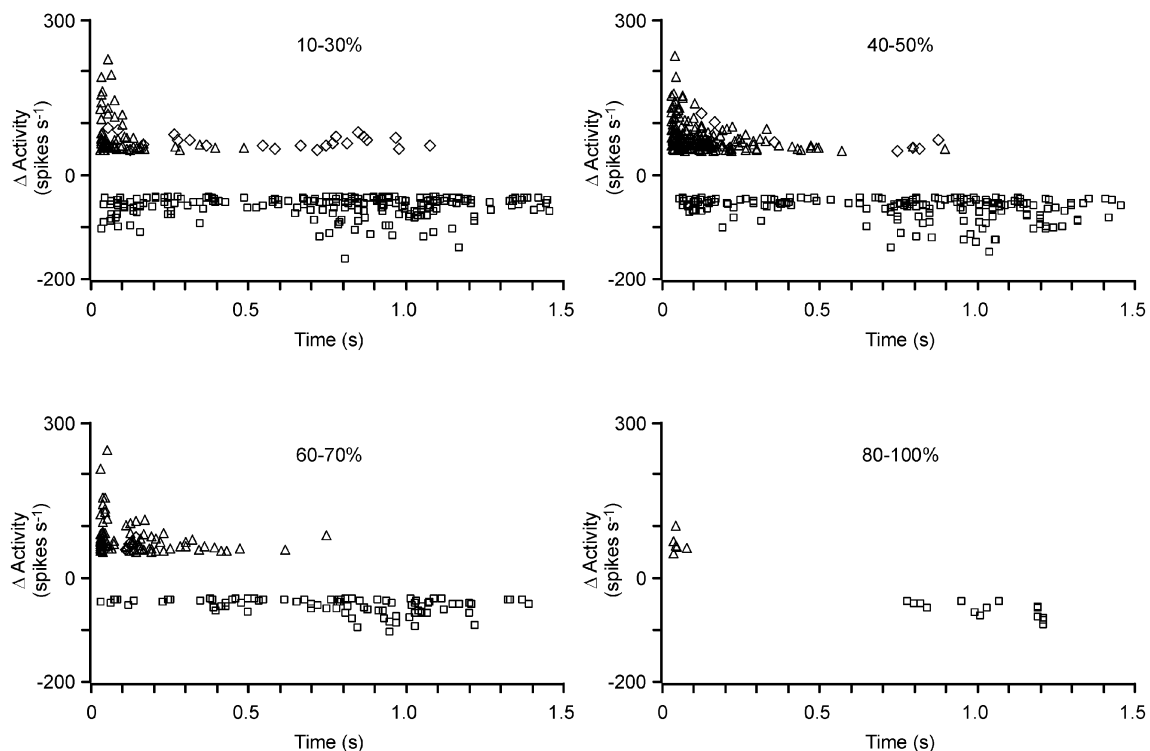 300
10-30%
Δ Activity
(spikes s⁻¹)
0
-200
0 0.5 1.0 1.5
Time (s)
300
40-50%
Δ Activity
(spikes s⁻¹)
0
-200
0 0.5 1.0 1.5
Time (s)
300
60-70%
Δ Activity
(spikes s⁻¹)
0
-200
0 0.5 1.0 1.5
Time (s)
300
80-100%
Δ Activity
(spikes s⁻¹)
0
-200
0 0.5 1.0 1.5
Time (s)